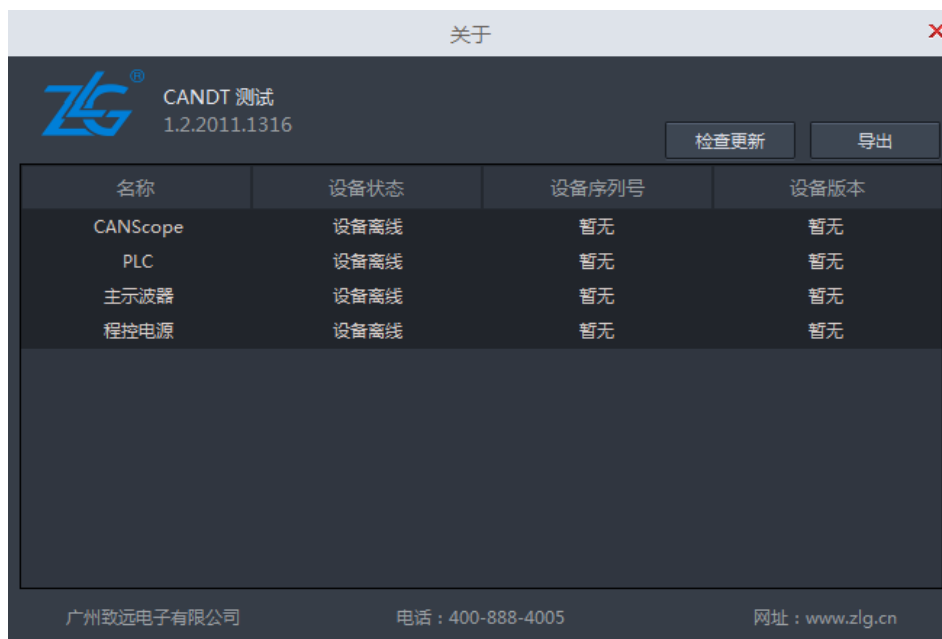 关于
ZLG®
CANDT 测试
1.2.2011.1316
检查更新 导出
名称 设备状态 设备序列号 设备版本
CANScope 设备离线 暂无 暂无
PLC 设备离线 暂无 暂无
主示波器 设备离线 暂无 暂无
程控电源 设备离线 暂无 暂无
广州致远电子有限公司 电话：400-888-4005 网址：www.zlg.cn